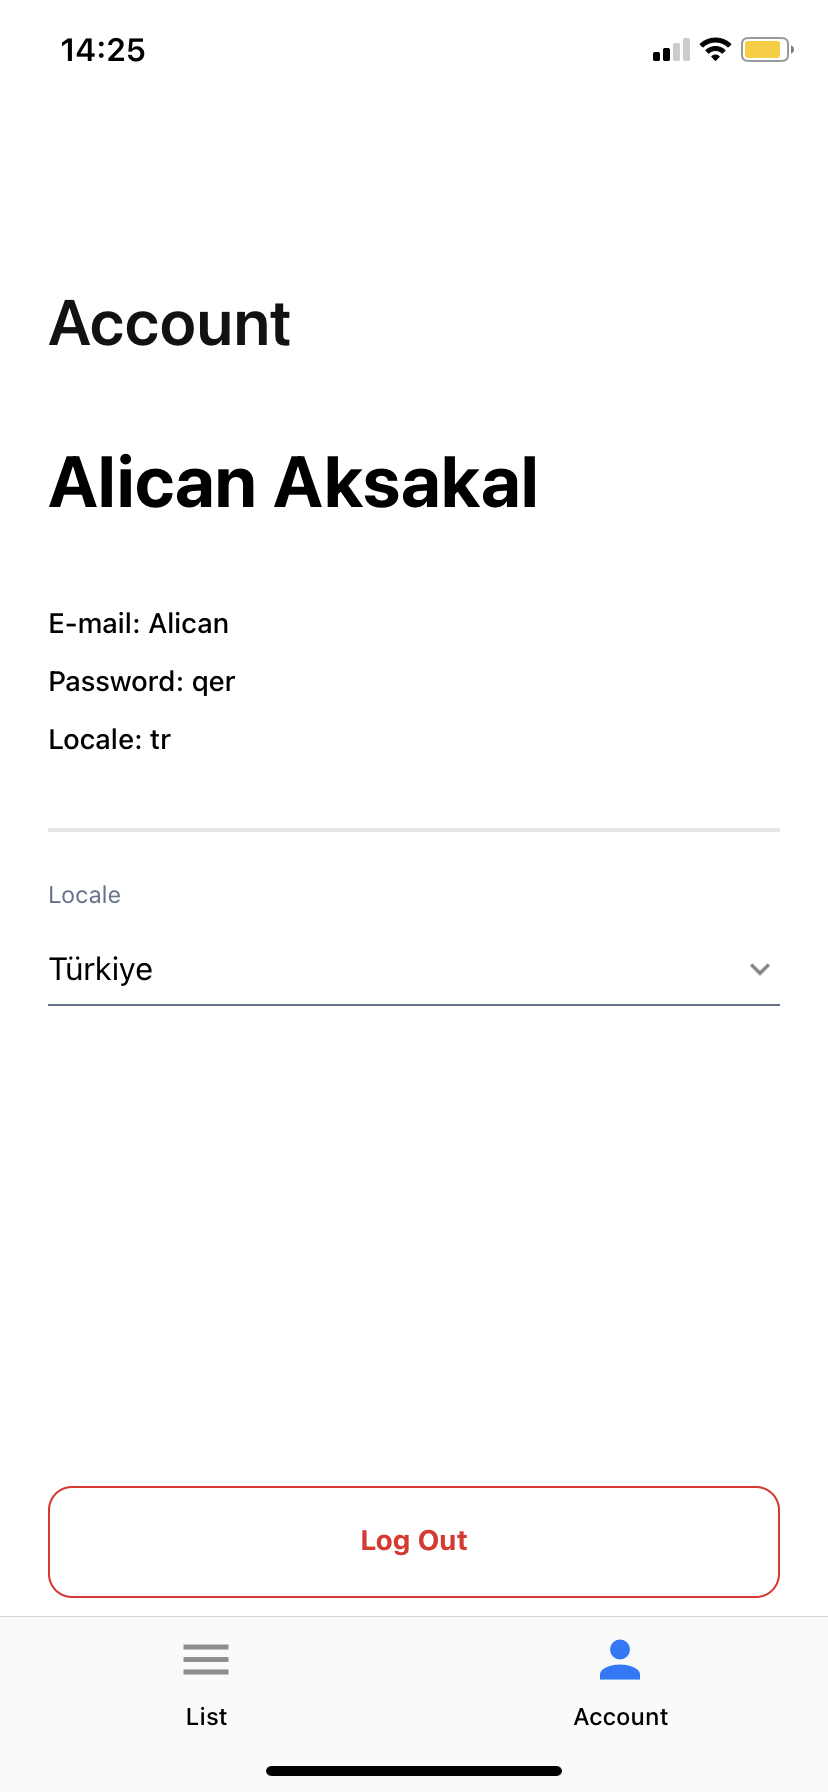 14:25
Account
Alican Aksakal
E-mail: Alican
Password: qer
Locale: tr
Locale
Türkiye
Log Out
List
Account